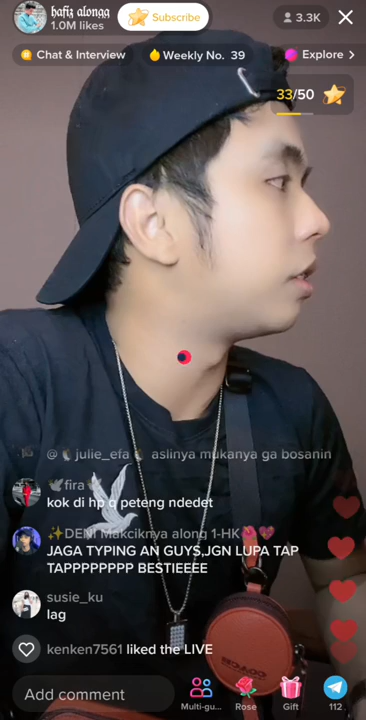 hafiz alongg
1.0M likes
Subscribe
3.3K
Chat & Interview
Weekly No. 39
Explore >
33/50
@ julie_efa aslinya mukanya ga bosanin
fira
kok di hp q peteng ndedet
DENI Makciknya along 1-HK
JAGA TYPING AN GUYS,JGN LUPA TAP
TAPPPPPPPP BESTIEEEE
susie_ku
lag
kenken7561 liked the LIVE
COACH
Add comment
Multi-gu...
Rose
Gift
112